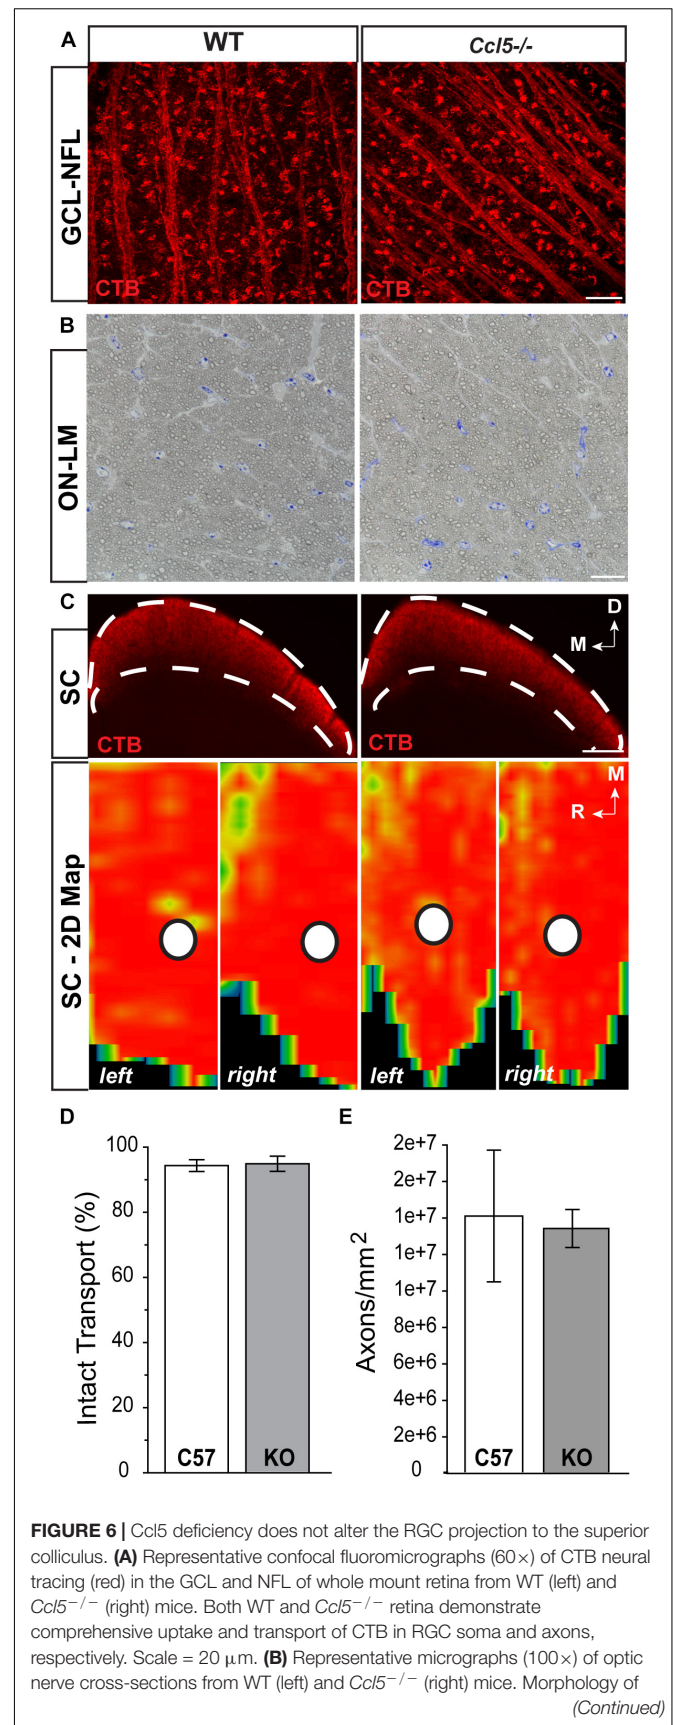 A
WT
Ccl5-/-
GCL-NFL
CTB
B
ON-LM
C
SC
CTB
CTB
D
M
SC - 2D Map
M
R
left
right
left
right
D
Intact Transport (%)
100
80
60
40
20
0
C57
KO
E
Axons/mm2
2e+7
2e+7
1e+7
1e+7
1e+7
8e+6
6e+6
4e+6
2e+6
0
C57
KO
FIGURE 6 | Ccl5 deficiency does not alter the RGC projection to the superior
colliculus. (A) Representative confocal fluoromicrographs (60×) of CTB neural
tracing (red) in the GCL and NFL of whole mount retina from WT (left) and
Ccl5−/− (right) mice. Both WT and Ccl5−/− retina demonstrate
comprehensive uptake and transport of CTB in RGC soma and axons,
respectively. Scale = 20 μm. (B) Representative micrographs (100×) of optic
nerve cross-sections from WT (left) and Ccl5−/− (right) mice. Morphology of
(Continued)